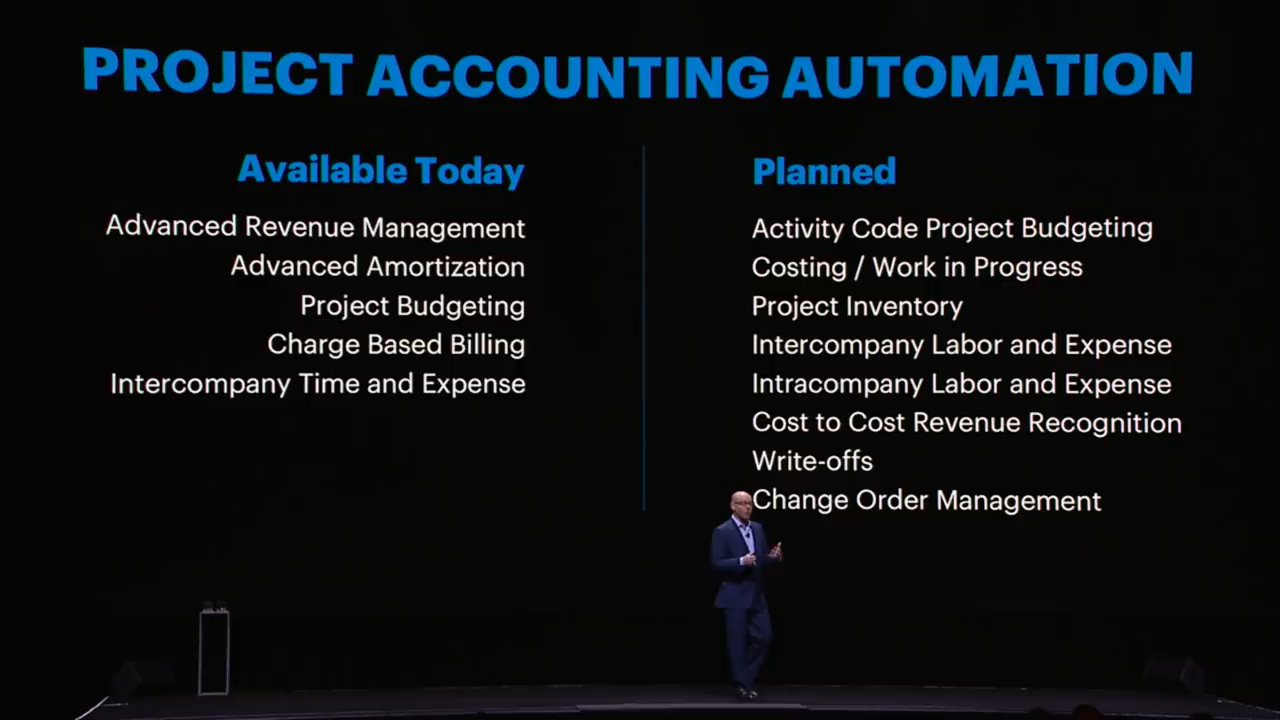 PROJECT ACCOUNTING AUTOMATION
Available Today
Advanced Revenue Management
Advanced Amortization
Project Budgeting
Charge Based Billing
Intercompany Time and Expense
Planned
Activity Code Project Budgeting
Costing / Work in Progress
Project Inventory
Intercompany Labor and Expense
Intracompany Labor and Expense
Cost to Cost Revenue Recognition
Write-offs
Change Order Management